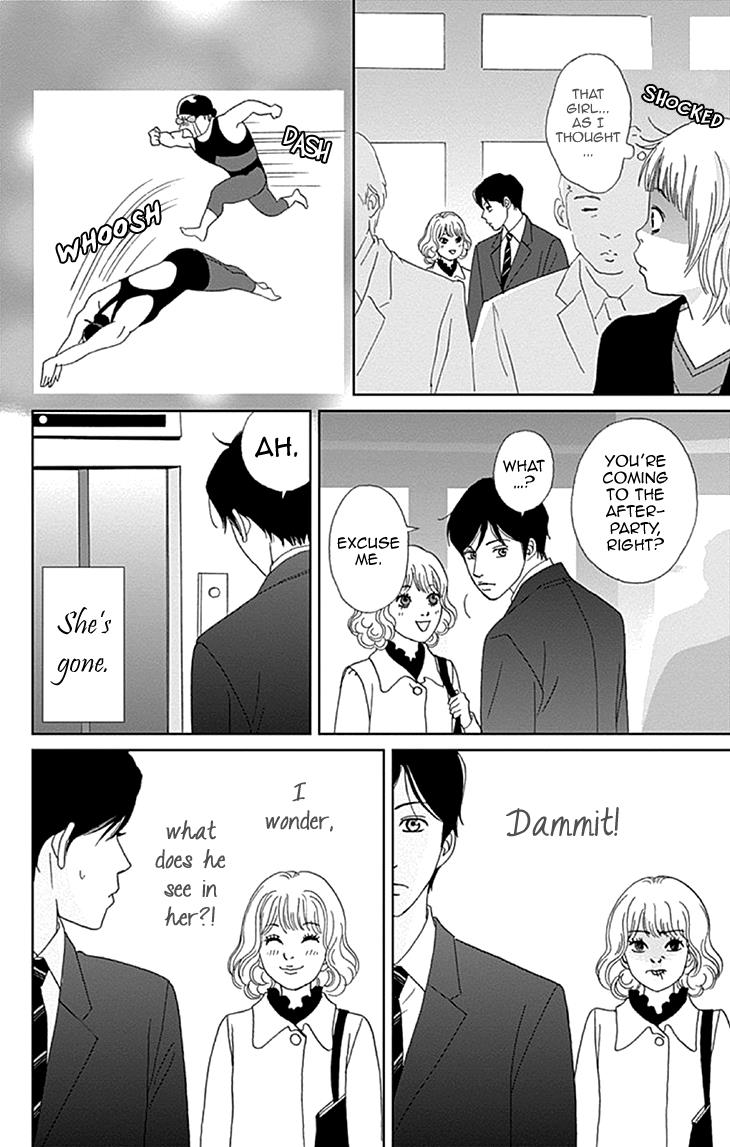 SHOCKED
THAT
GIRL...
AS I
THOUGHT
...
DASH
WHOOSH
YOU'RE
COMING
TO THE
AFTER-
PARTY,
RIGHT?
WHAT
...?
EXCUSE
ME.
AH.
She's
gone.
Dammit!
I
wonder,
what
does he
see in
her?!